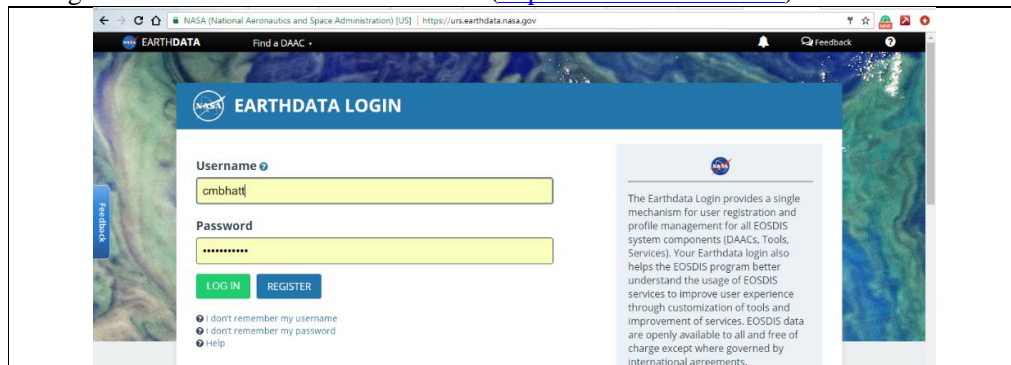 NASA (National Aeronautics and Space Administration) [US] | https://urs.earthdata.nasa.gov
EARTHDATA Find a DAAC Feedback ?
NASA EARTHDATA LOGIN
Username ?
cmbhatt
Password
•••••••••••
LOG IN REGISTER
? I don't remember my username
? I don't remember my password
? Help
Feedback
NASA
The Earthdata Login provides a single
mechanism for user registration and
profile management for all EOSDIS
system components (DAACs, Tools,
Services). Your Earthdata login also
helps the EOSDIS program better
understand the usage of EOSDIS
services to improve user experience
through customization of tools and
improvement of services. EOSDIS data
are openly available to all and free of
charge except where governed by
international agreements.